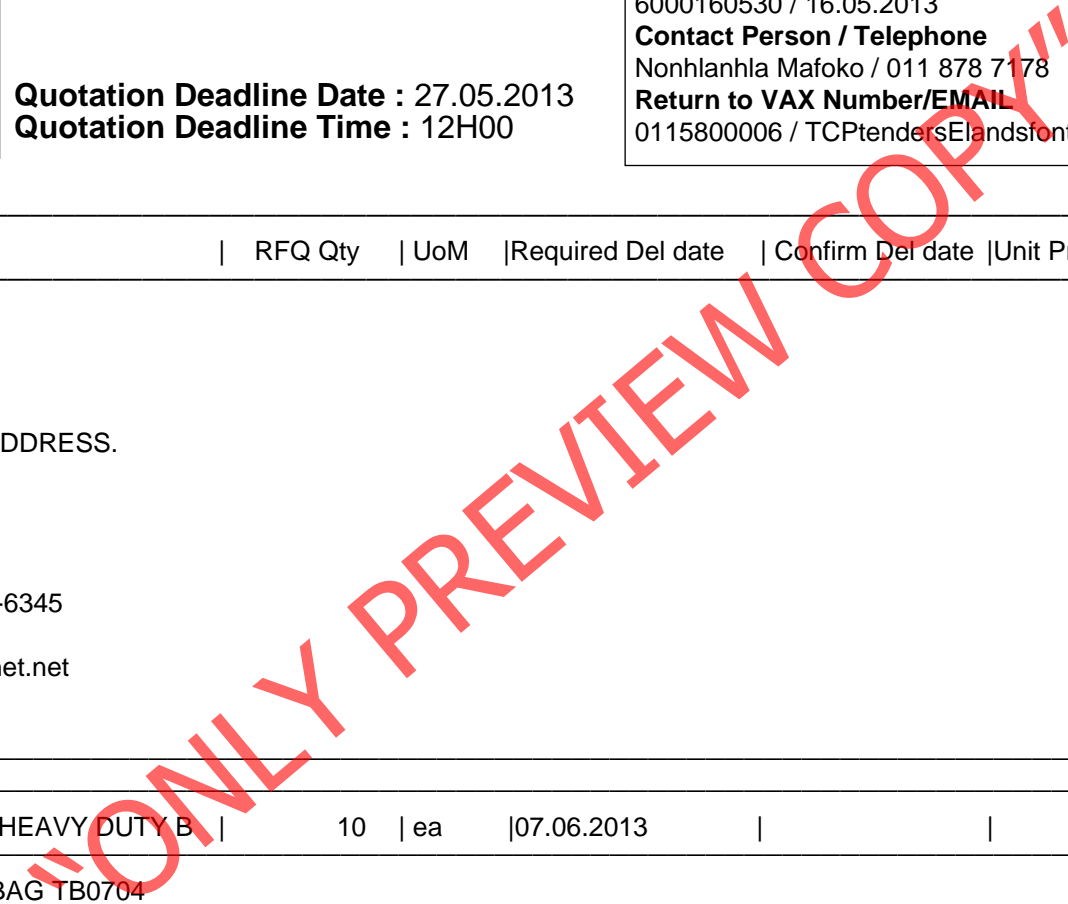 6000160530 / 16.05.2013
Contact Person / Telephone
Nonhlanhla Mafoko / 011 878 7178
Quotation Deadline Date : 27.05.2013
Return to VAX Number/EMAIL
Quotation Deadline Time : 12H00
0115800006 / TCPtendersElandsfont
| RFQ Qty | UoM |Required Del date | Confirm Del date |Unit Pr
DDRESS.
-6345
et.net
HEAVY DUTY B | 10 | ea |07.06.2013 | |
BAG TB0704
"ONLY PREVIEW COPY"